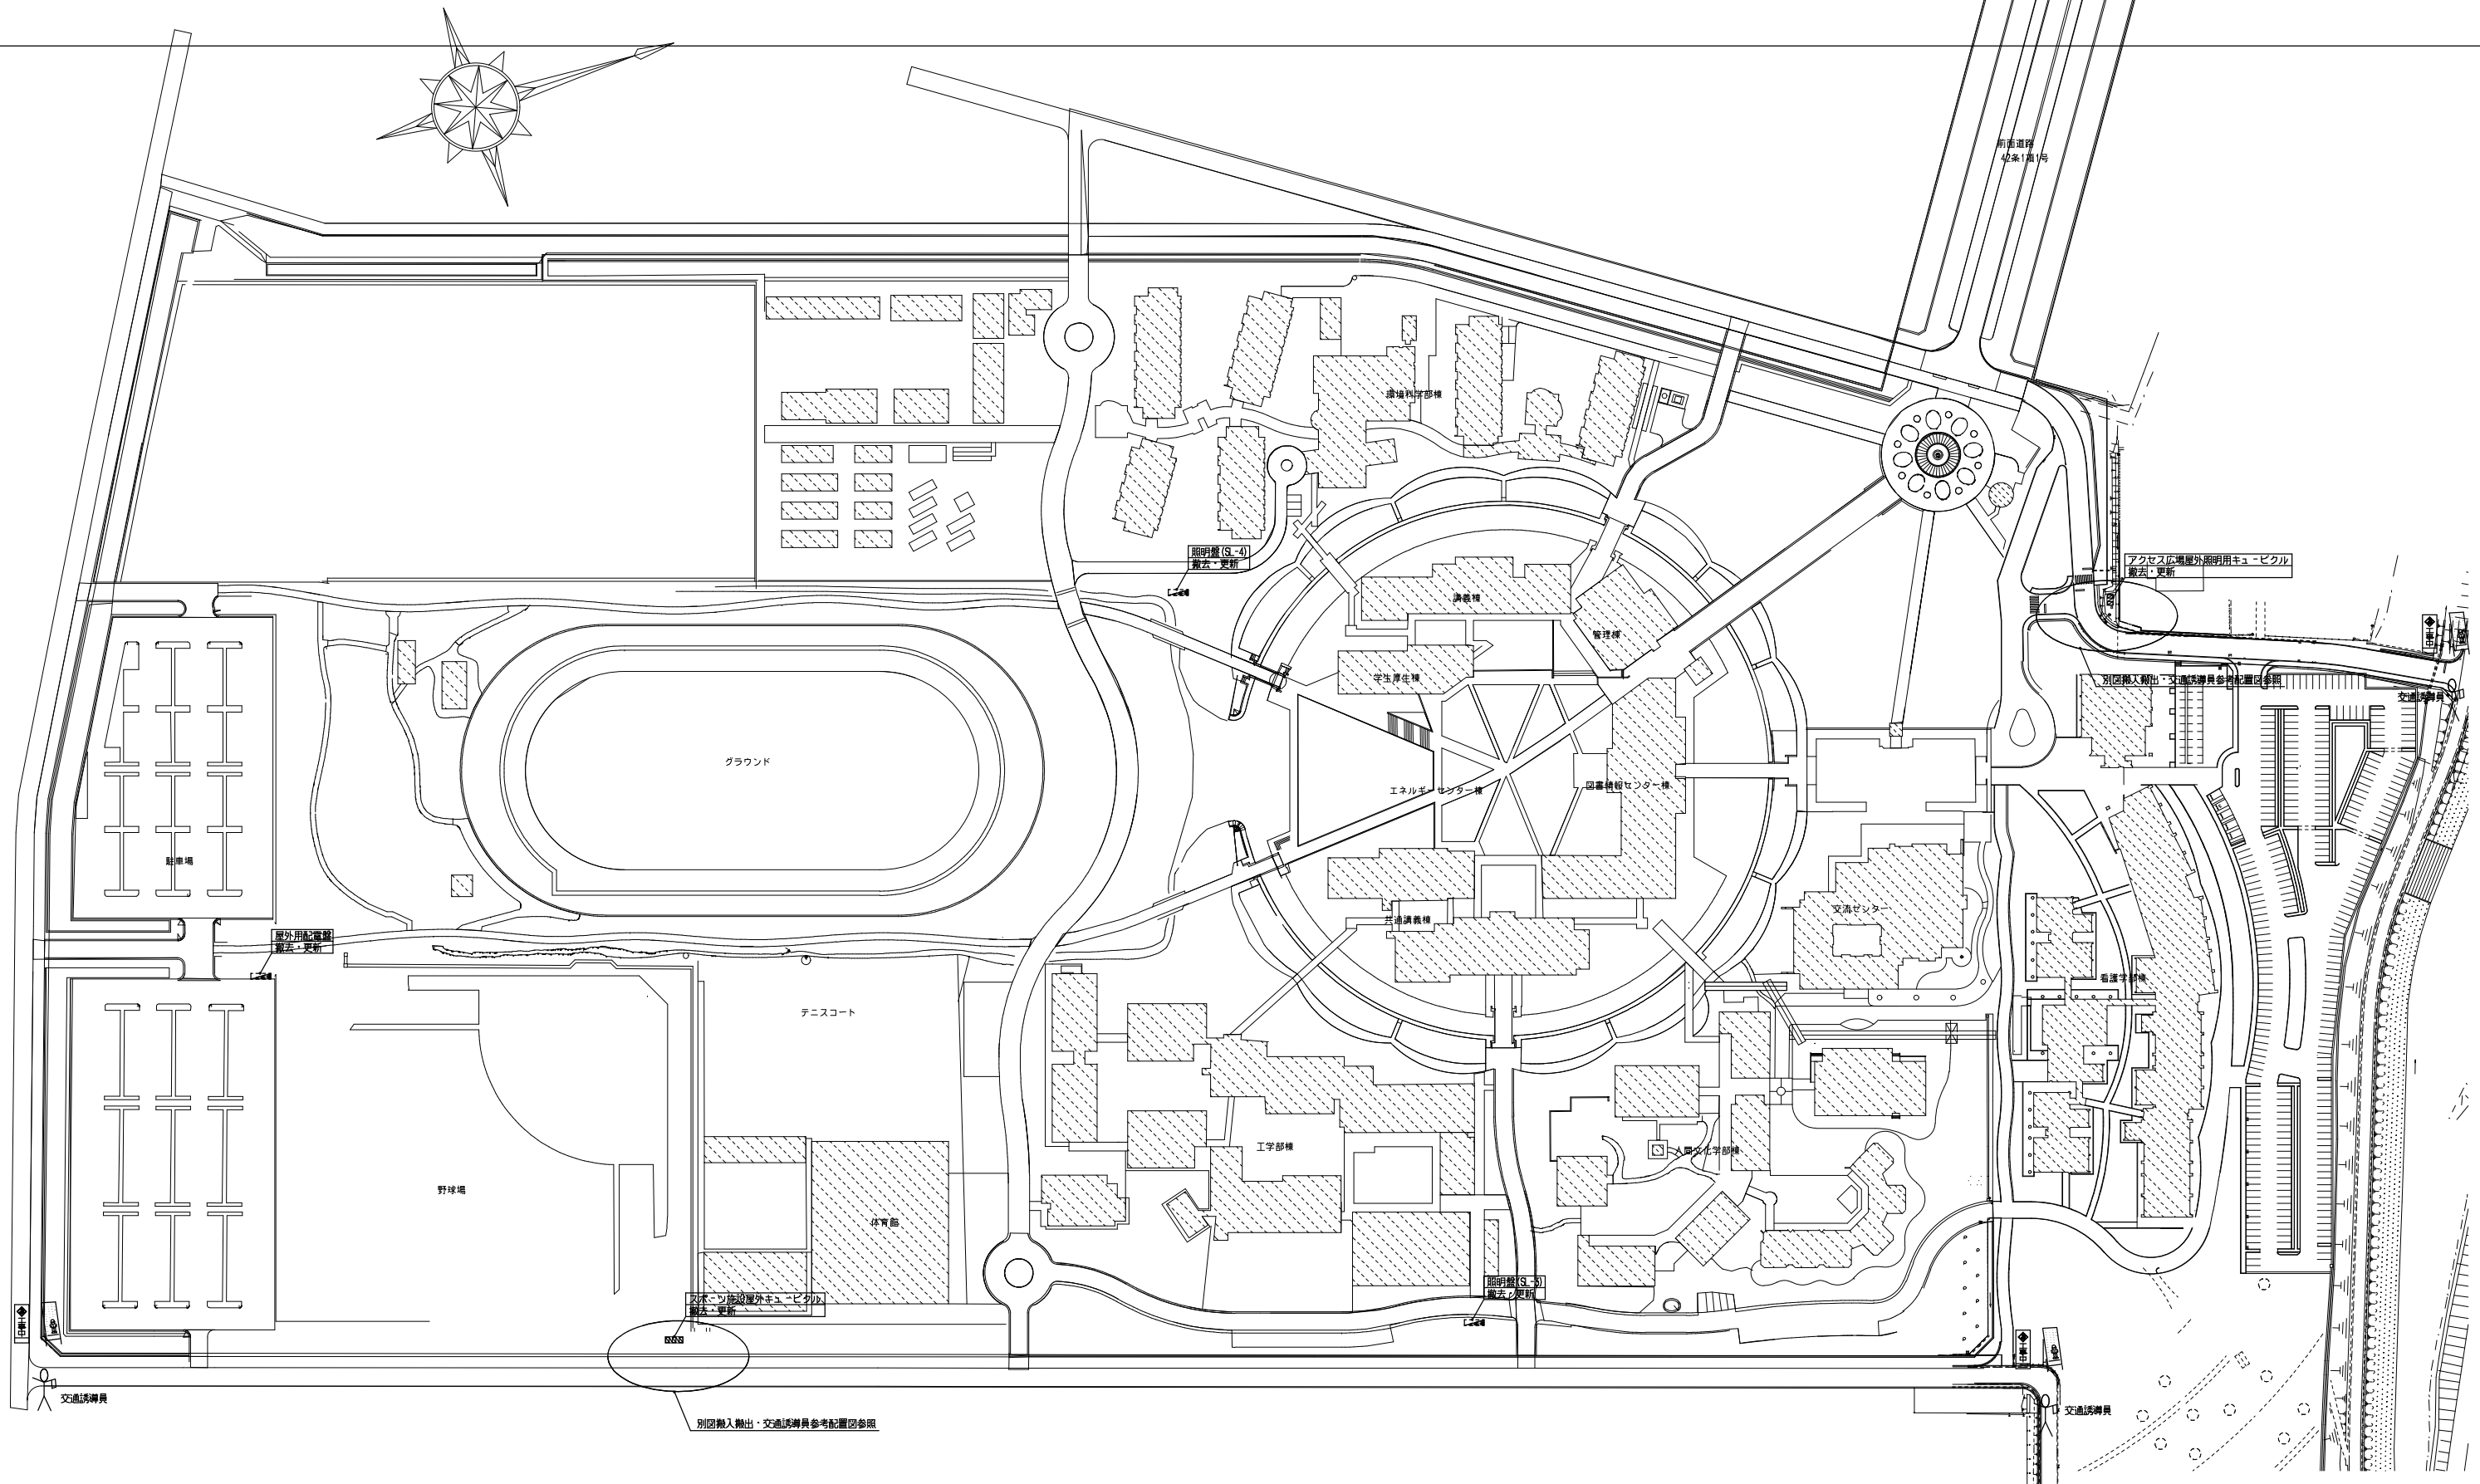 前面道路
42条1項1号
環境科学部棟
照明盤(SL-4)
撤去・更新
アクセス広場屋外照明用キュービクル
撤去・更新
講義棟
管理棟
学生厚生棟
工事中
別図搬入搬出・交通誘導員参考配置図参照
交通誘導員
グラウンド
エネルギーセンター棟
図書情報センター棟
駐車場
共通講義棟
交流センター
屋外用配電盤
撤去・更新
看護学部棟
テニスコート
工学部棟
人間文化学部棟
野球場
体育館
照明盤(SL-3)
撤去・更新
スポーツ施設屋外キュービクル
撤去・更新
工事中
工事中
交通誘導員
別図搬入搬出・交通誘導員参考配置図参照
交通誘導員